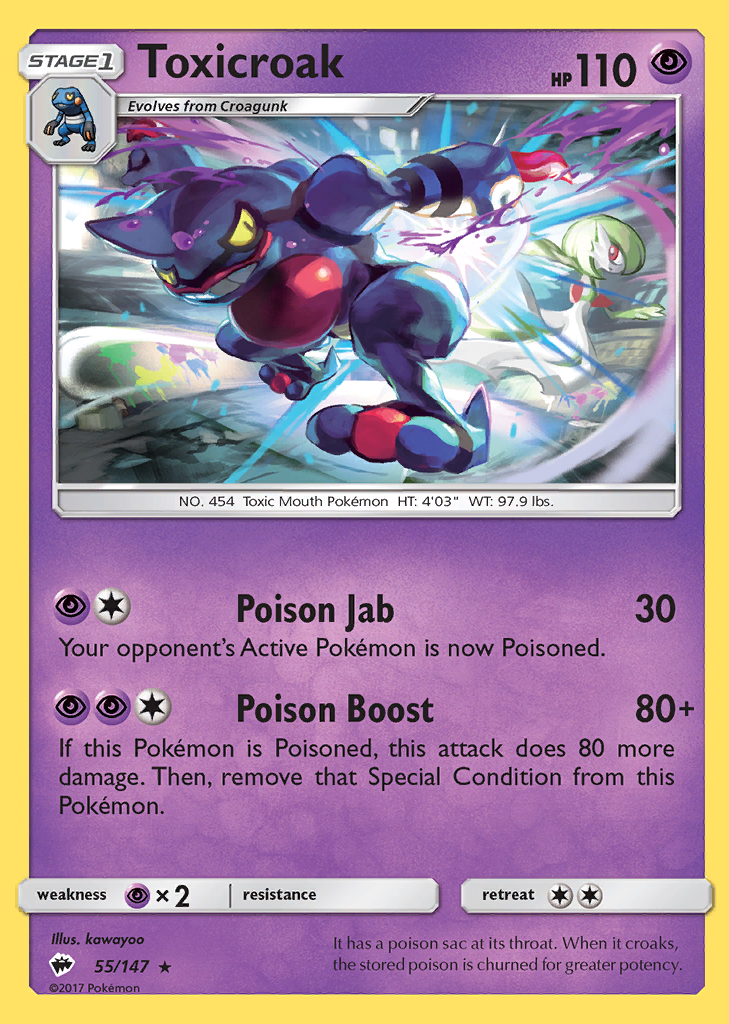 STAGE1
Toxicroak
HP 110
Evolves from Croagunk
NO. 454 Toxic Mouth Pokémon HT: 4'03" WT: 97.9 lbs.
Poison Jab 30
Your opponent's Active Pokémon is now Poisoned.
Poison Boost 80+
If this Pokémon is Poisoned, this attack does 80 more
damage. Then, remove that Special Condition from this
Pokémon.
weakness ×2 resistance retreat
Illus. kawayoo
55/147 ★
©2017 Pokémon
It has a poison sac at its throat. When it croaks,
the stored poison is churned for greater potency.